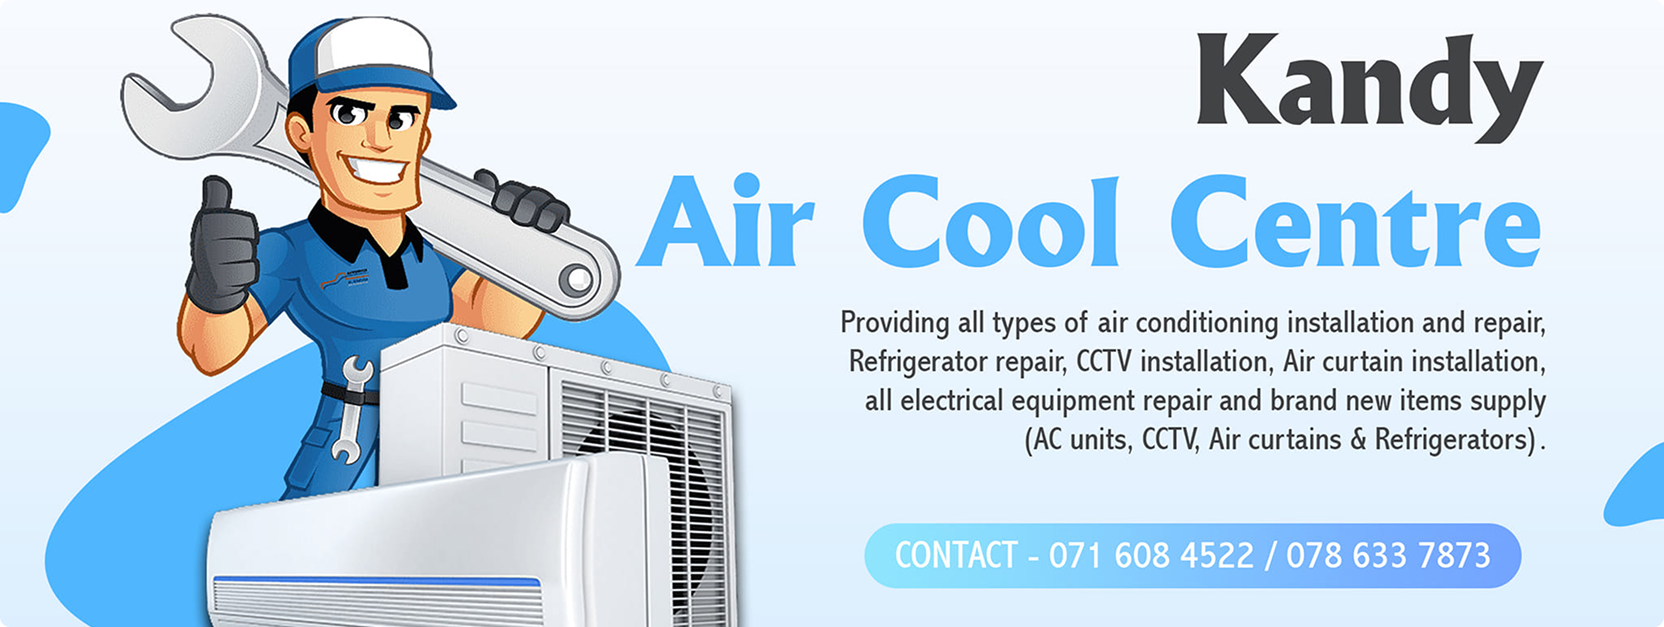 Kandy
Air Cool Centre
Providing all types of air conditioning installation and repair,
Refrigerator repair, CCTV installation, Air curtain installation,
all electrical equipment repair and brand new items supply
(AC units, CCTV, Air curtains & Refrigerators).
CONTACT - 071 608 4522 / 078 633 7873